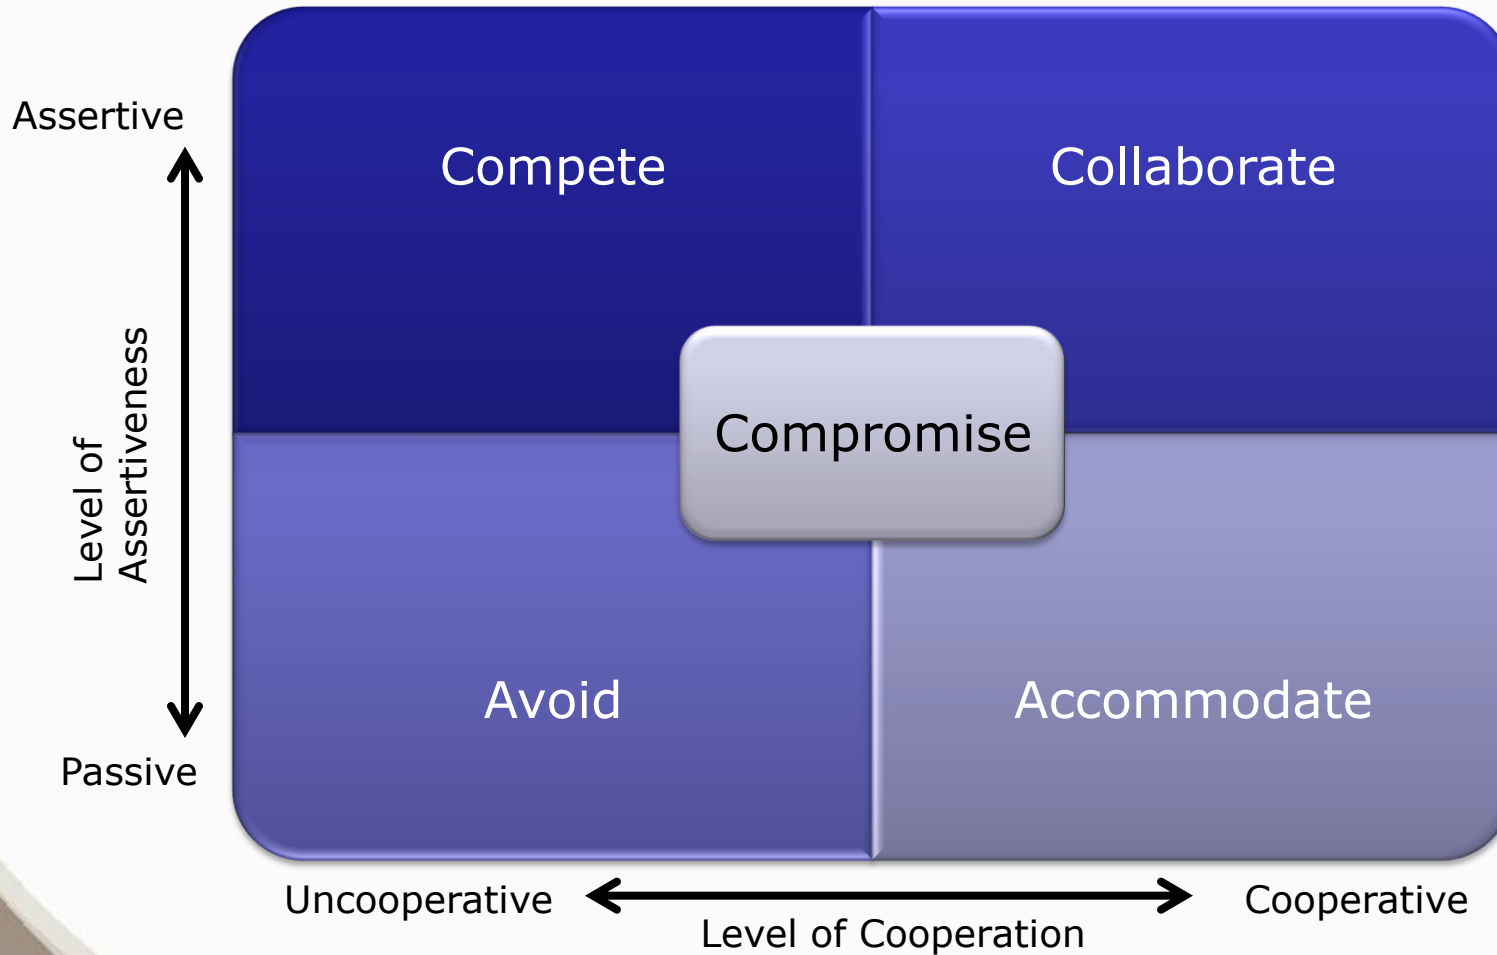 Assertive
Compete
Collaborate
Level of
Assertiveness
Compromise
Avoid
Accommodate
Passive
Uncooperative
Cooperative
Level of Cooperation